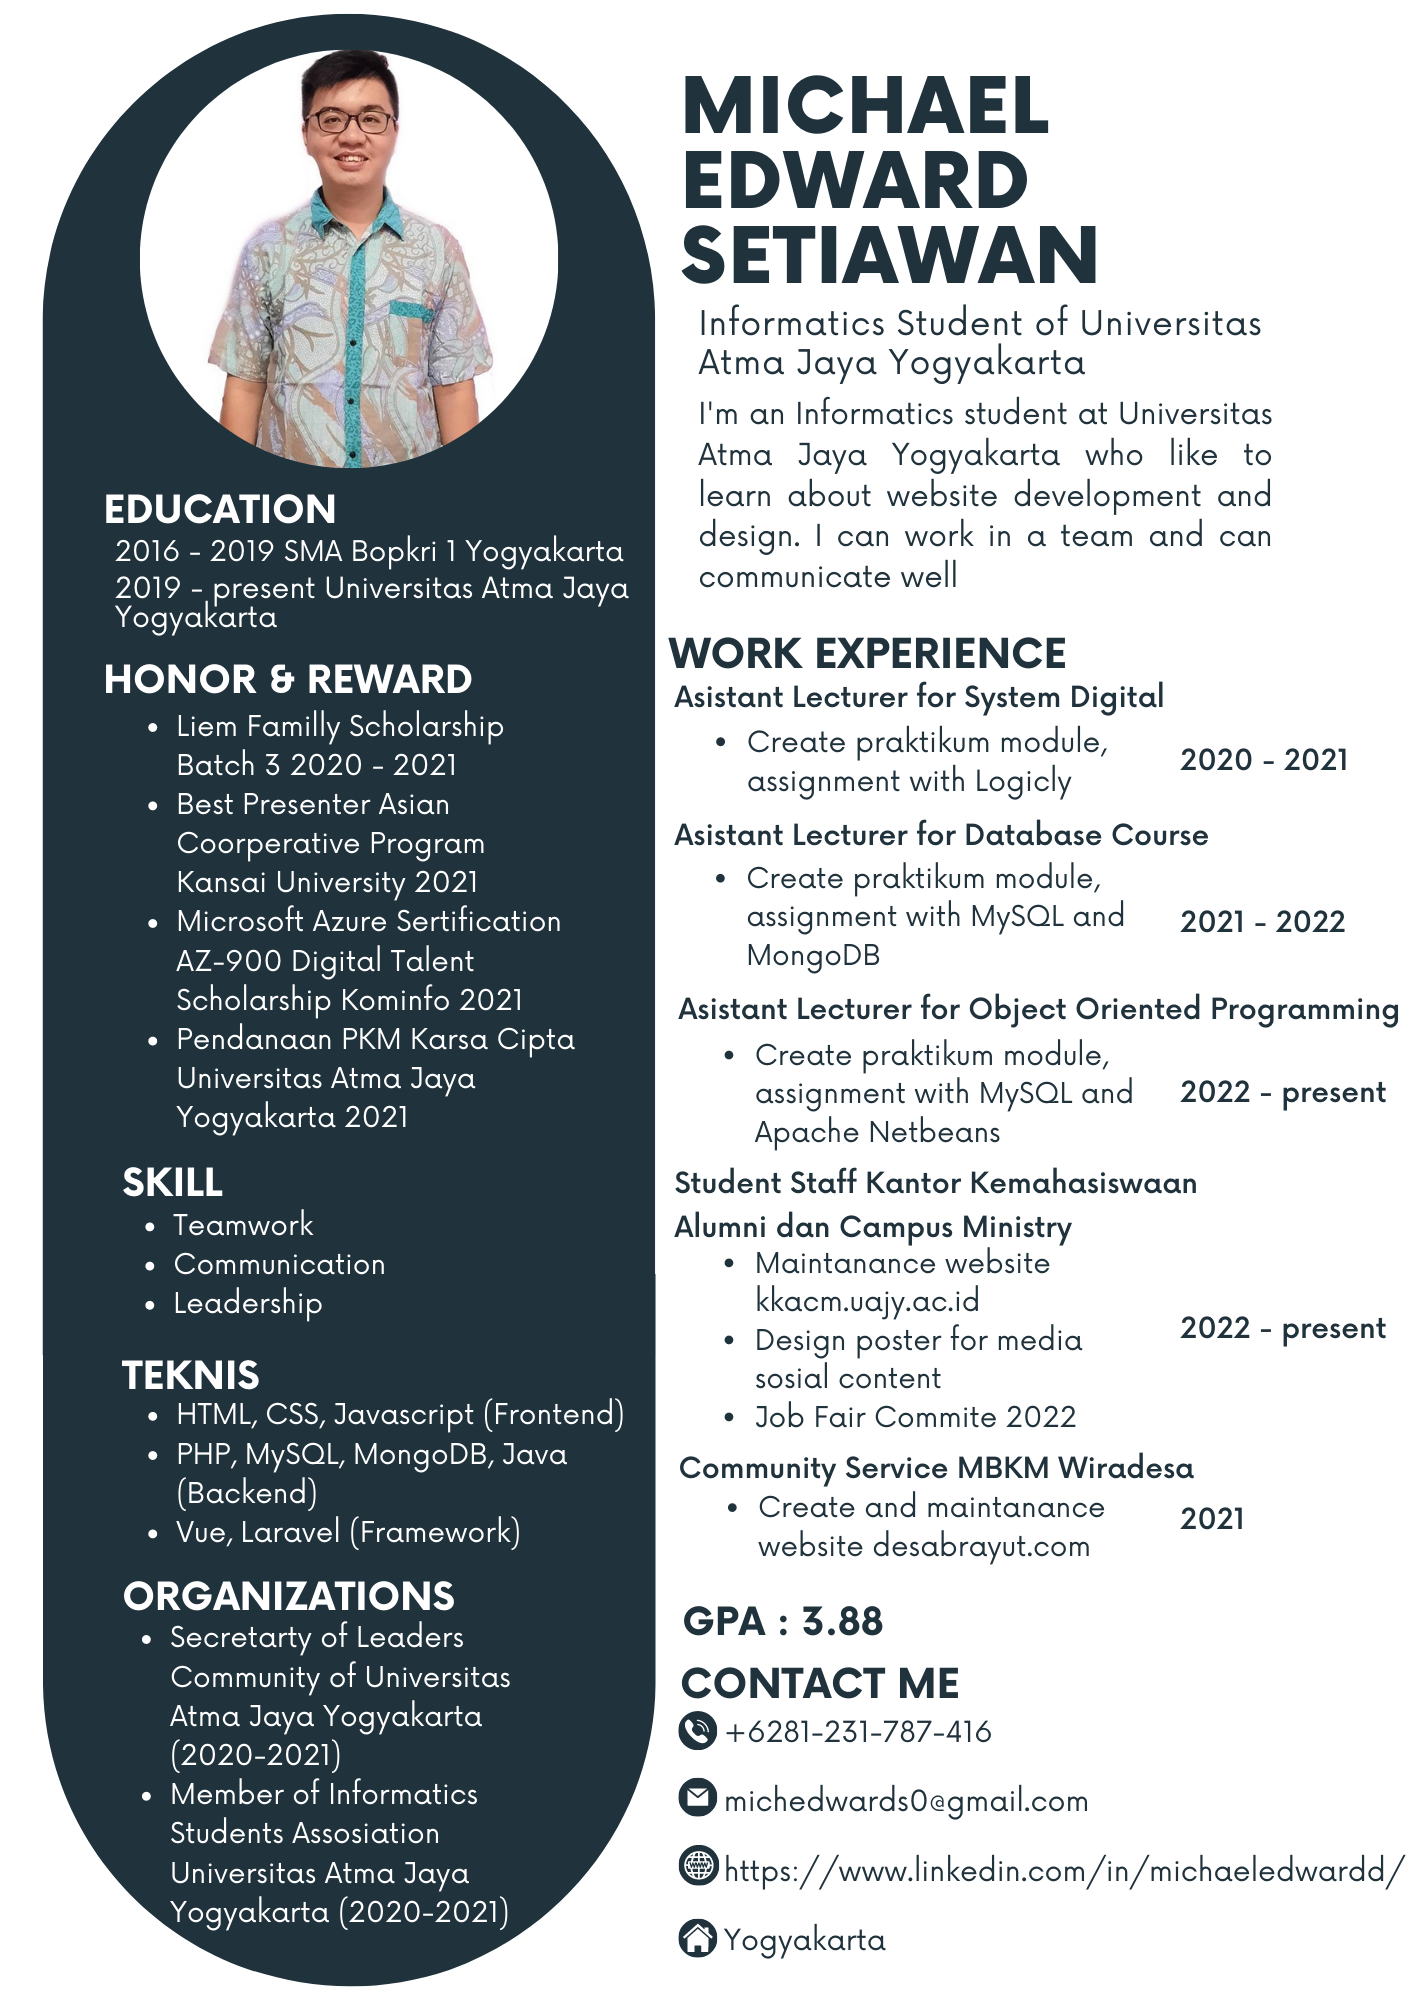 MICHAEL
EDWARD
SETIAWAN
Informatics Student of Universitas
Atma Jaya Yogyakarta
I'm an Informatics student at Universitas
Atma Jaya Yogyakarta who like to
learn about website development and
design. I can work in a team and can
communicate well
EDUCATION
2016 - 2019 SMA Bopkri 1 Yogyakarta
2019 - present Universitas Atma Jaya
Yogyakarta
HONOR & REWARD
• Liem Familly Scholarship
Batch 3 2020 - 2021
• Best Presenter Asian
Coorperative Program
Kansai University 2021
• Microsoft Azure Sertification
AZ-900 Digital Talent
Scholarship Kominfo 2021
• Pendanaan PKM Karsa Cipta
Universitas Atma Jaya
Yogyakarta 2021
SKILL
• Teamwork
• Communication
• Leadership
TEKNIS
• HTML, CSS, Javascript (Frontend)
• PHP, MySQL, MongoDB, Java
(Backend)
• Vue, Laravel (Framework)
ORGANIZATIONS
• Secretarty of Leaders
Community of Universitas
Atma Jaya Yogyakarta
(2020-2021)
• Member of Informatics
Students Assosiation
Universitas Atma Jaya
Yogyakarta (2020-2021)
WORK EXPERIENCE
Asistant Lecturer for System Digital
• Create praktikum module,
assignment with Logicly
2020 - 2021
Asistant Lecturer for Database Course
• Create praktikum module,
assignment with MySQL and
MongoDB
2021 - 2022
Asistant Lecturer for Object Oriented Programming
• Create praktikum module,
assignment with MySQL and
Apache Netbeans
2022 - present
Student Staff Kantor Kemahasiswaan
Alumni dan Campus Ministry
• Maintanance website
kkacm.uajy.ac.id
• Design poster for media
sosial content
• Job Fair Commite 2022
2022 - present
Community Service MBKM Wiradesa
• Create and maintanance
website desabrayut.com
2021
GPA : 3.88
CONTACT ME
+6281-231-787-416
michedwards0@gmail.com
https://www.linkedin.com/in/michaeledwardd/
Yogyakarta